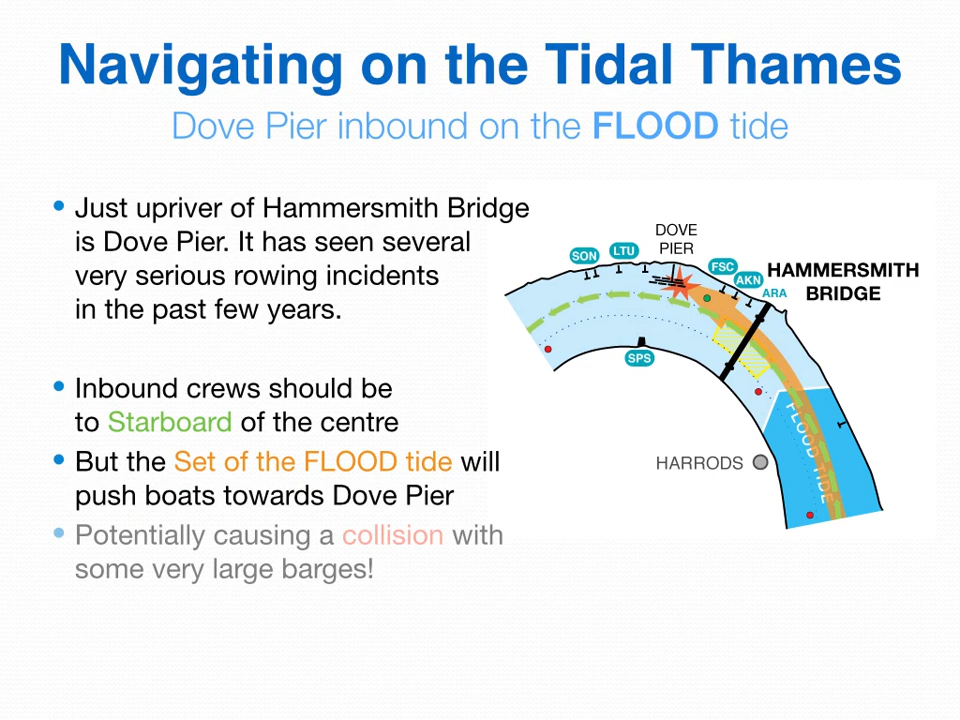 Navigating on the Tidal Thames
Dove Pier inbound on the FLOOD tide
• Just upriver of Hammersmith Bridge
is Dove Pier. It has seen several
very serious rowing incidents
in the past few years.
• Inbound crews should be
to Starboard of the centre
• But the Set of the FLOOD tide will
push boats towards Dove Pier
• Potentially causing a collision with
some very large barges!
DOVE
PIER
SON
LTU
FSC
AKN
ARA
HAMMERSMITH
BRIDGE
SPS
HARRODS
FLOOD TIDE